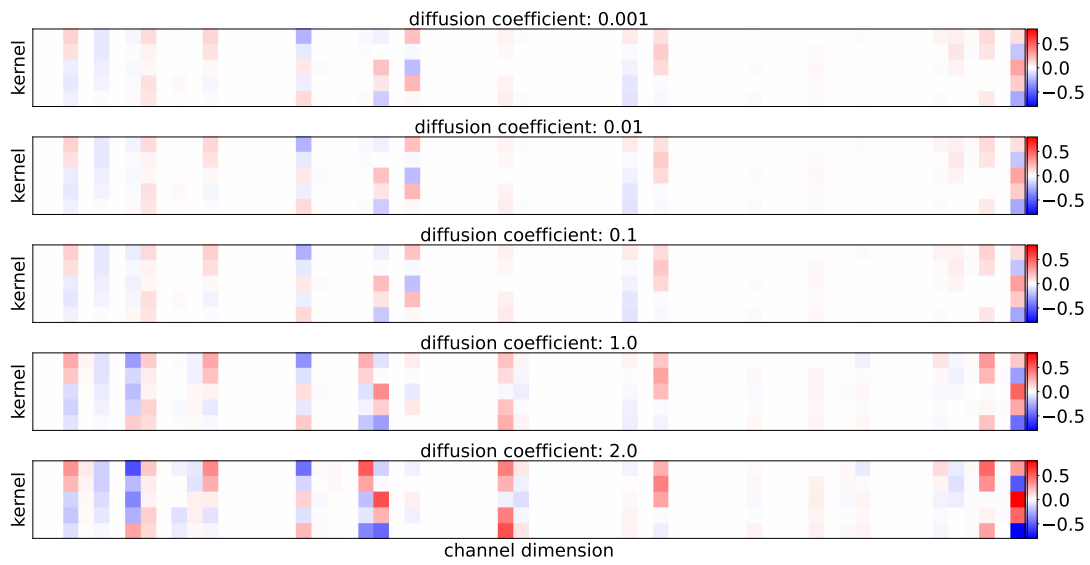 diffusion coefficient: 0.001
kernel
0.5
0.0
−0.5
diffusion coefficient: 0.01
kernel
0.5
0.0
−0.5
diffusion coefficient: 0.1
kernel
0.5
0.0
−0.5
diffusion coefficient: 1.0
kernel
0.5
0.0
−0.5
diffusion coefficient: 2.0
kernel
0.5
0.0
−0.5
channel dimension